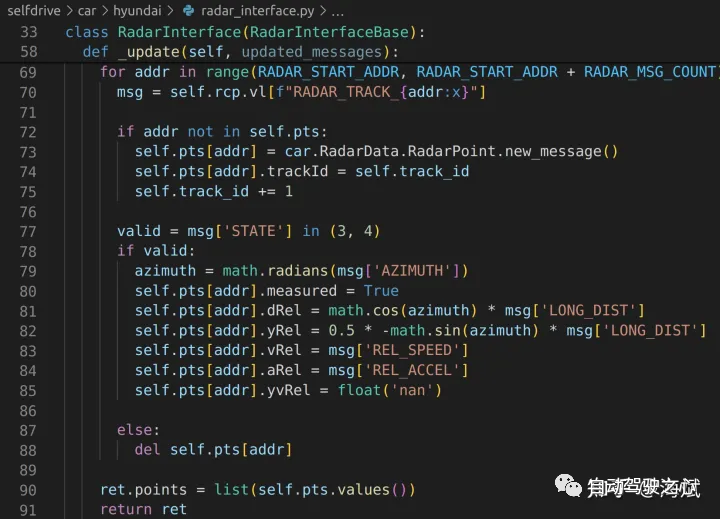 selfdrive > car > hyundai > radar_interface.py > ...
33 class RadarInterface(RadarInterfaceBase):
58 def _update(self, updated_messages):
69 for addr in range(RADAR_START_ADDR, RADAR_START_ADDR + RADAR_MSG_COUNT)
70 msg = self.rcp.vl[f"RADAR_TRACK_{addr:x}"]
71
72 if addr not in self.pts:
73 self.pts[addr] = car.RadarData.RadarPoint.new_message()
74 self.pts[addr].trackId = self.track_id
75 self.track_id += 1
76
77 valid = msg['STATE'] in (3, 4)
78 if valid:
79 azimuth = math.radians(msg['AZIMUTH'])
80 self.pts[addr].measured = True
81 self.pts[addr].dRel = math.cos(azimuth) * msg['LONG_DIST']
82 self.pts[addr].yRel = 0.5 * -math.sin(azimuth) * msg['LONG_DIST']
83 self.pts[addr].vRel = msg['REL_SPEED']
84 self.pts[addr].aRel = msg['REL_ACCEL']
85 self.pts[addr].yvRel = float('nan')
86
87 else:
88 del self.pts[addr]
89
90 ret.points = list(self.pts.values())
91 return ret
自动驾驶之心